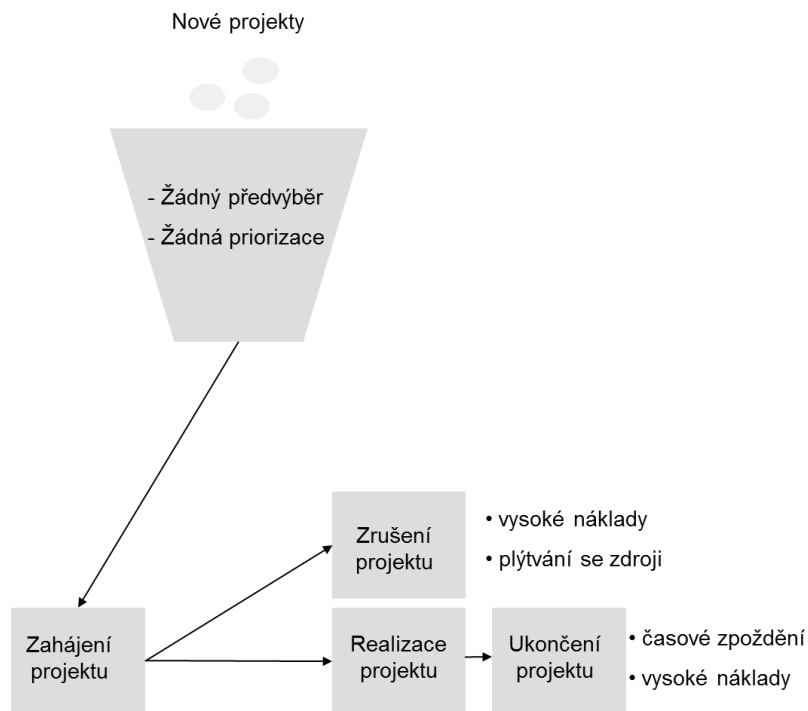 Nové projekty
- Žádný předvýběr
- Žádná priorizace
Zrušení
projektu
• vysoké náklady
• plýtvání se zdroji
Zahájení
projektu
Realizace
projektu
Ukončení
projektu
• časové zpoždění
• vysoké náklady